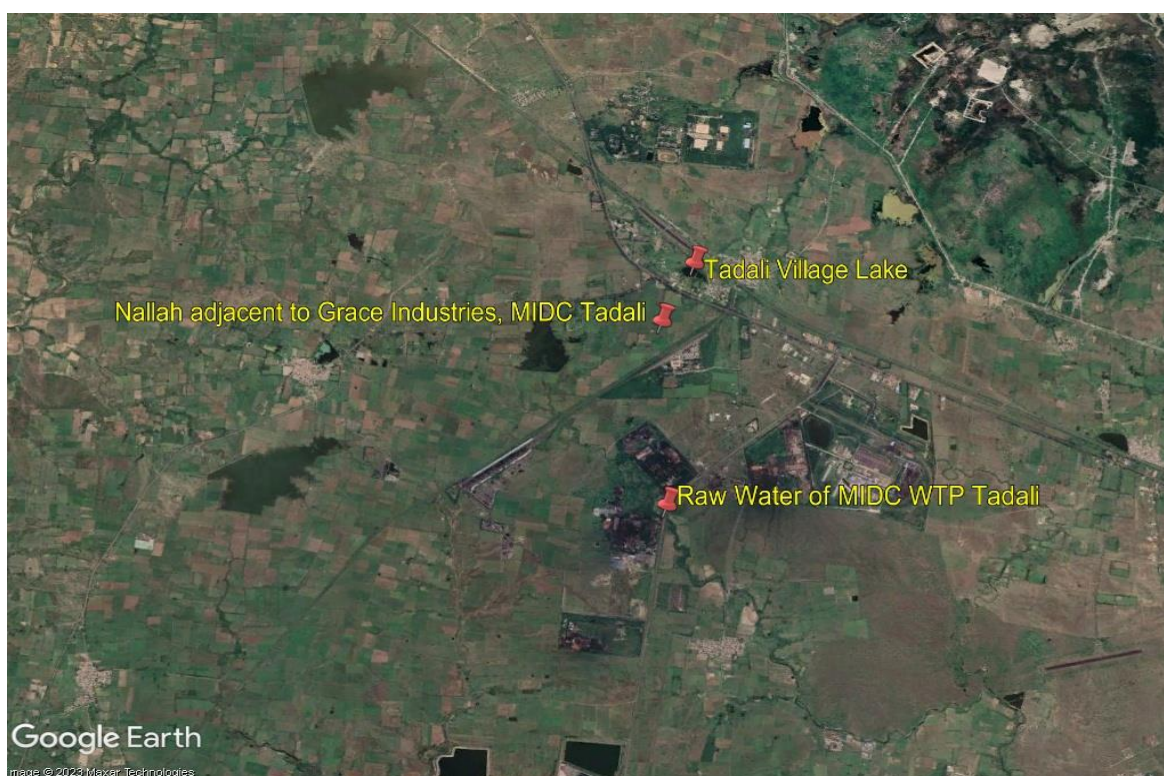 Tadali Village Lake
Nallah adjacent to Grace Industries, MIDC Tadali
Raw Water of MIDC WTP Tadali
Google Earth
Image © 2023 Maxar Technologies